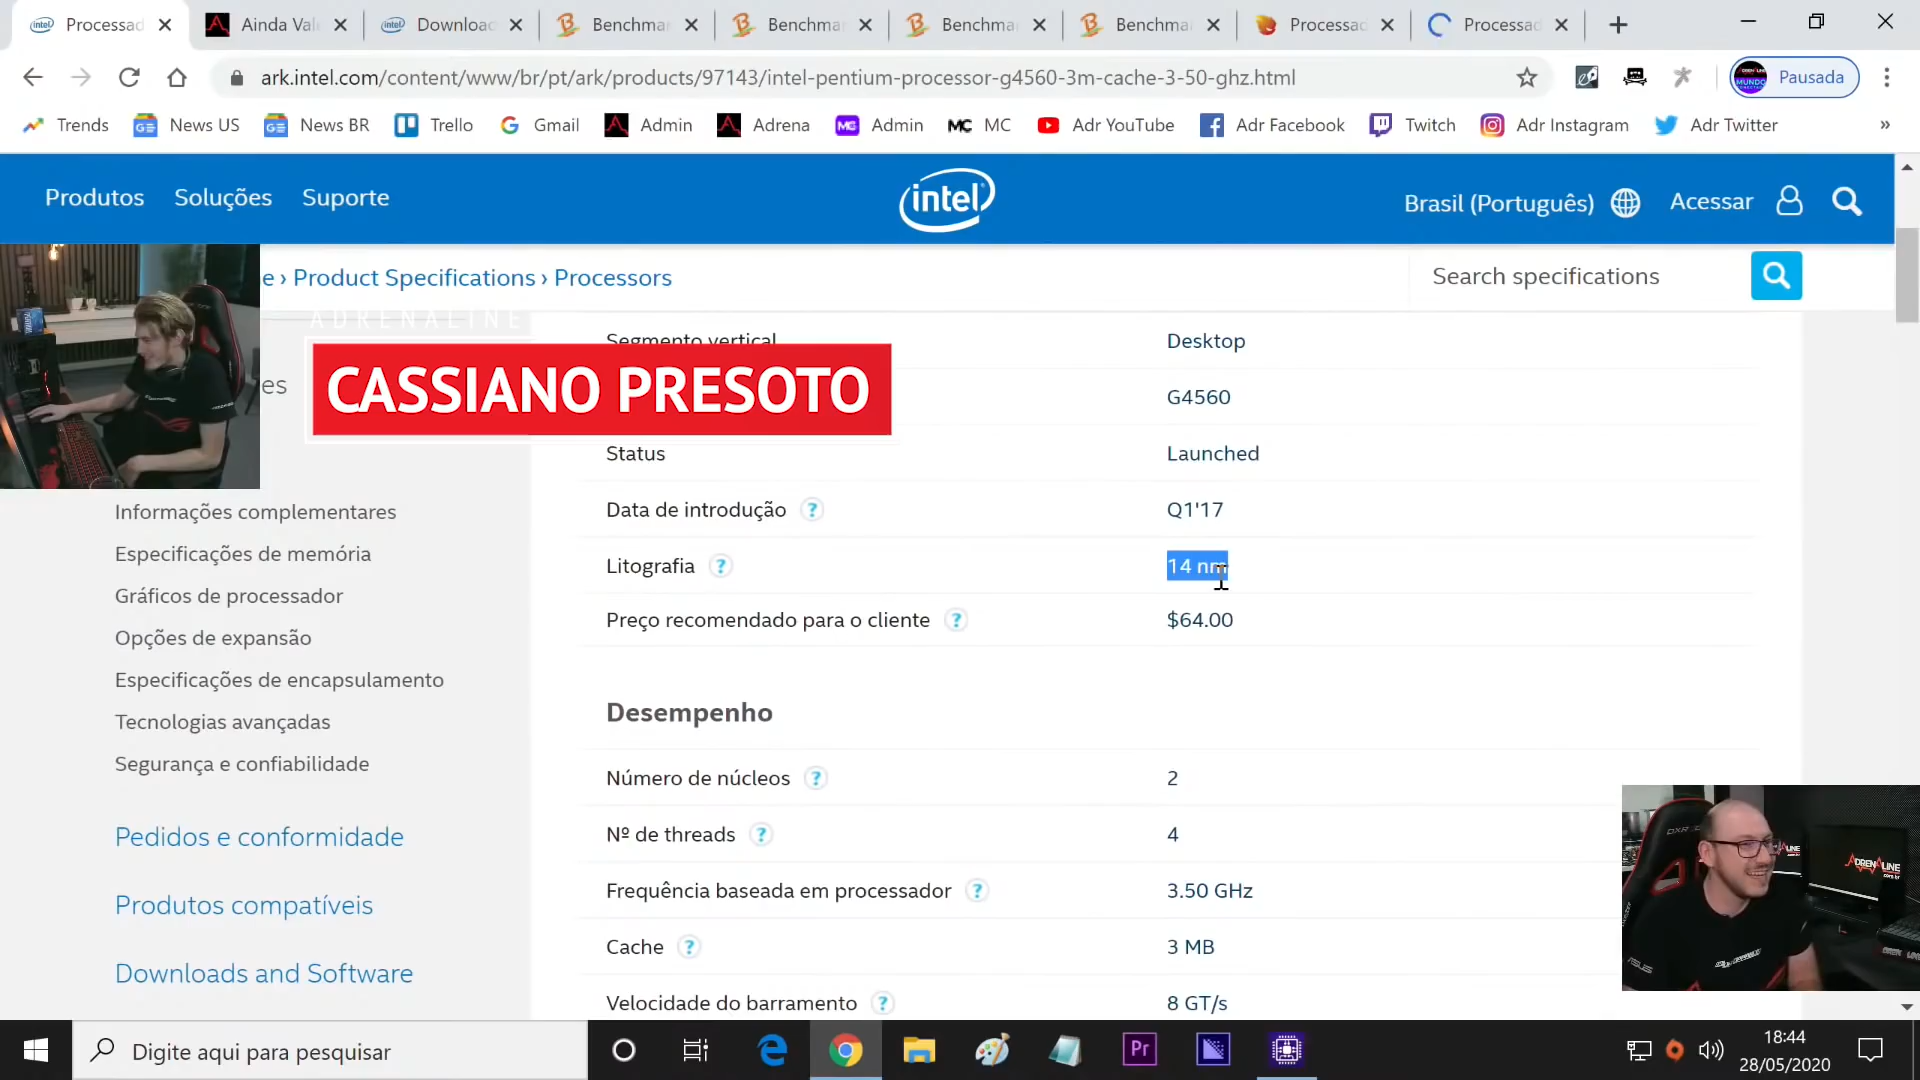 Processad
Ainda Vale
Download
Benchmar
Benchmar
Benchmar
Benchmar
Processad
Processad
ark.intel.com/content/www/br/pt/ark/products/97143/intel-pentium-processor-g4560-3m-cache-3-50-ghz.html
Pausada
Trends
News US
News BR
Trello
Gmail
Admin
Adrena
Admin
MC
MC
Adr YouTube
Adr Facebook
Twitch
Adr Instagram
Adr Twitter
»
Produtos
Soluções
Suporte
intel
Brasil (Português)
Acessar
e › Product Specifications › Processors
Search specifications
ADRENALINE
CASSIANO PRESOTO
es
Informações complementares
Especificações de memória
Gráficos de processador
Opções de expansão
Especificações de encapsulamento
Tecnologias avançadas
Segurança e confiabilidade
Pedidos e conformidade
Produtos compatíveis
Downloads and Software
Segmento vertical
Desktop
G4560
Status
Launched
Data de introdução ?
Q1'17
Litografia ?
14 nm
Preço recomendado para o cliente ?
$64.00
Desempenho
Número de núcleos ?
2
Nº de threads ?
4
Frequência baseada em processador ?
3.50 GHz
Cache ?
3 MB
Velocidade do barramento ?
8 GT/s
ADRENALINE
.com.br
Digite aqui para pesquisar
Pr
18:44
28/05/2020